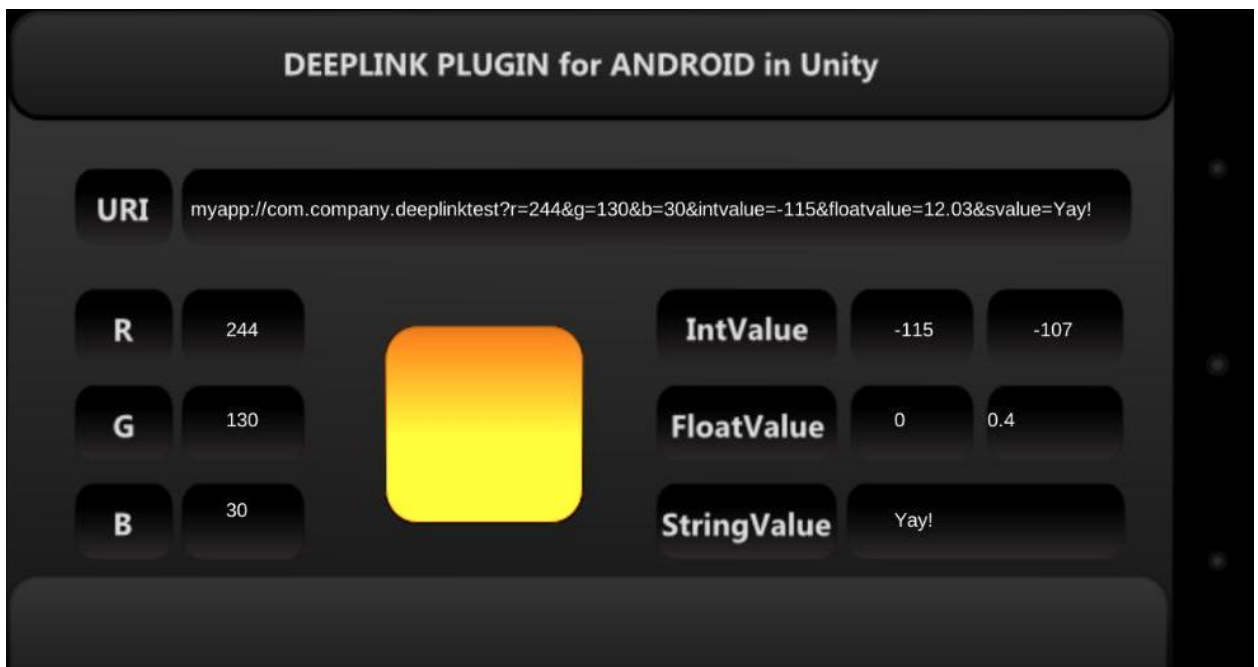 DEEPLINK PLUGIN for ANDROID in Unity
URI myapp://com.company.deeplinktest?r=244&g=130&b=30&intvalue=-115&floatvalue=12.03&svalue=Yay!
R 244 IntValue -115 -107
G 130 FloatValue 0 0.4
B 30 StringValue Yay!